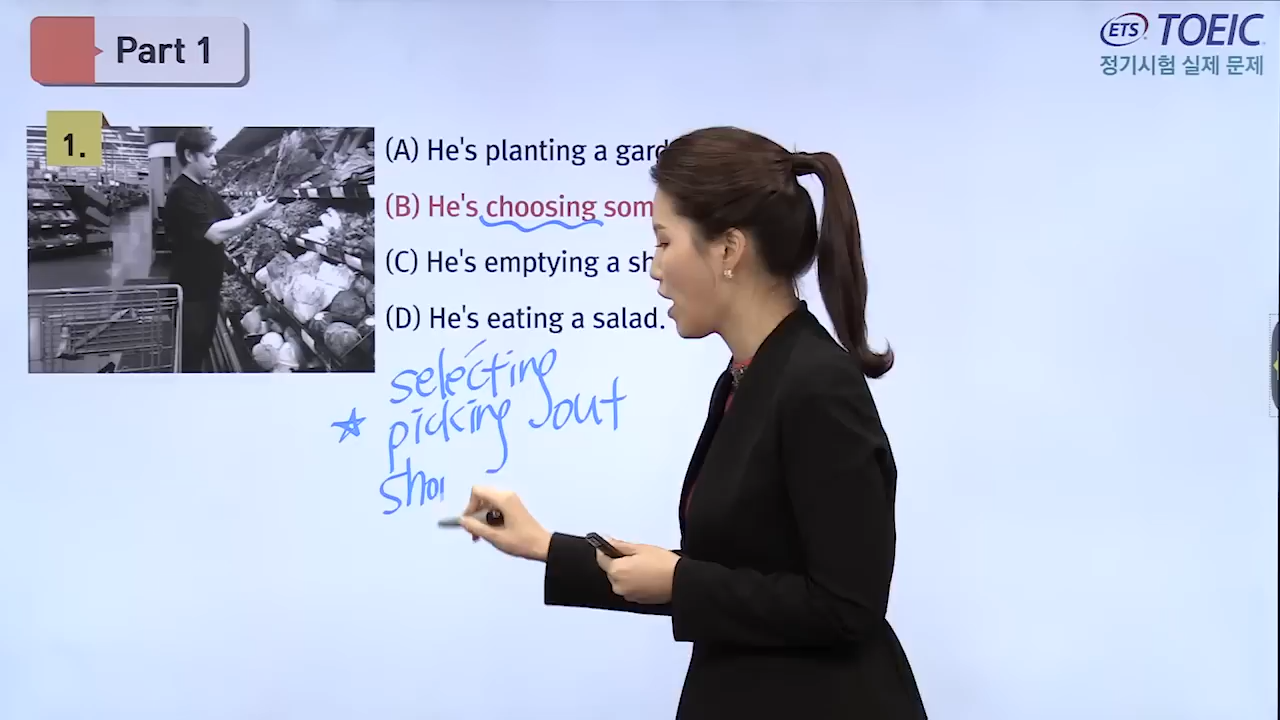 Part 1
ETS TOEIC
정기시험 실제 문제
1.
(A) He's planting a gard
(B) He's choosing som
(C) He's emptying a sh
(D) He's eating a salad.
selecting
picking out
sho